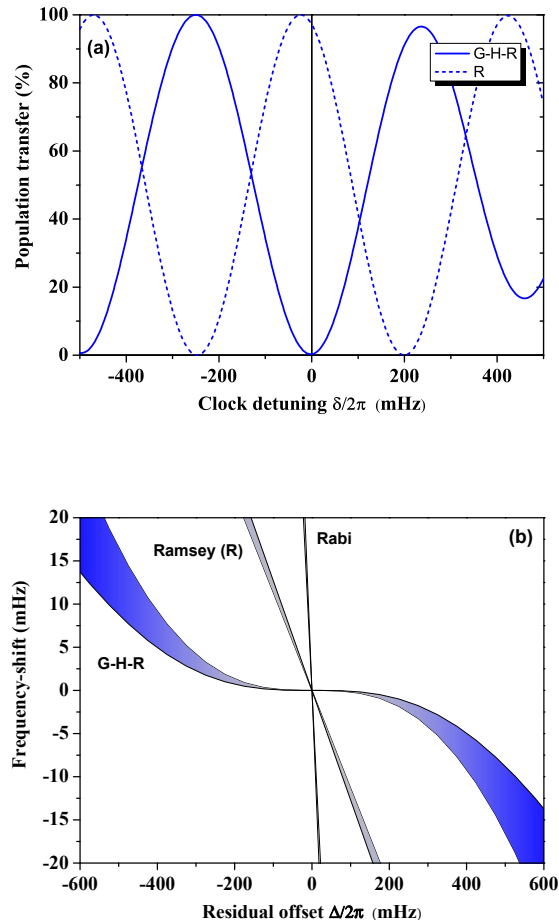 (a)
G-H-R
R
Population transfer (%)
100
80
60
40
20
0
-400
-200
0
200
400
Clock detuning δ/2π (mHz)
(b)
Ramsey (R)
Rabi
G-H-R
Frequency-shift (mHz)
20
15
10
5
0
-5
-10
-15
-20
-600
-400
-200
0
200
400
600
Residual offset Δ/2π (mHz)